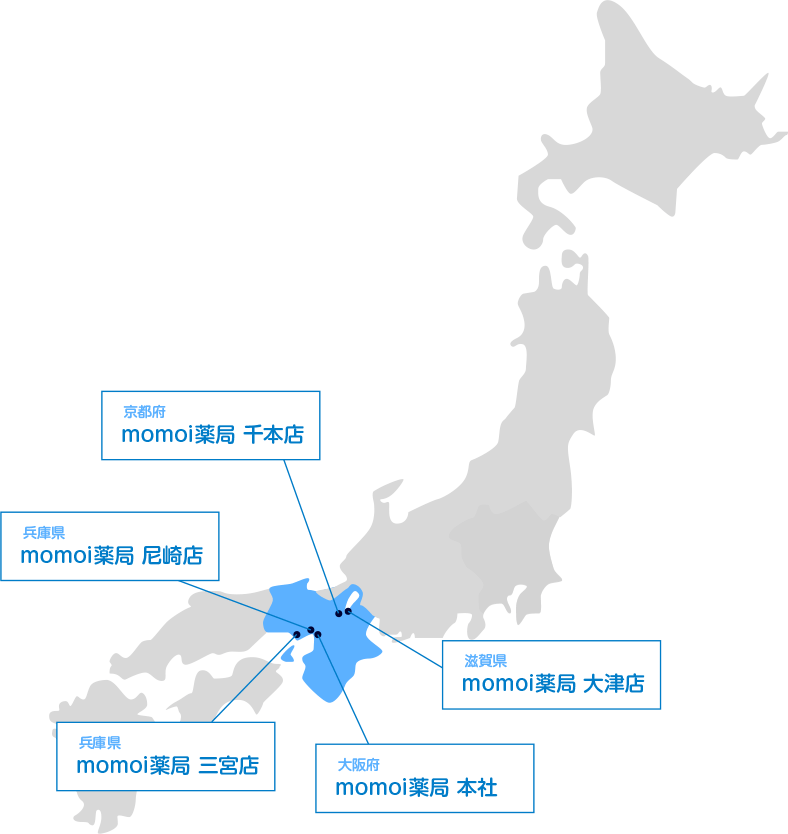 京都府
momoi薬局 千本店
兵庫県
momoi薬局 尼崎店
滋賀県
momoi薬局 大津店
兵庫県
momoi薬局 三宮店
大阪府
momoi薬局 本社